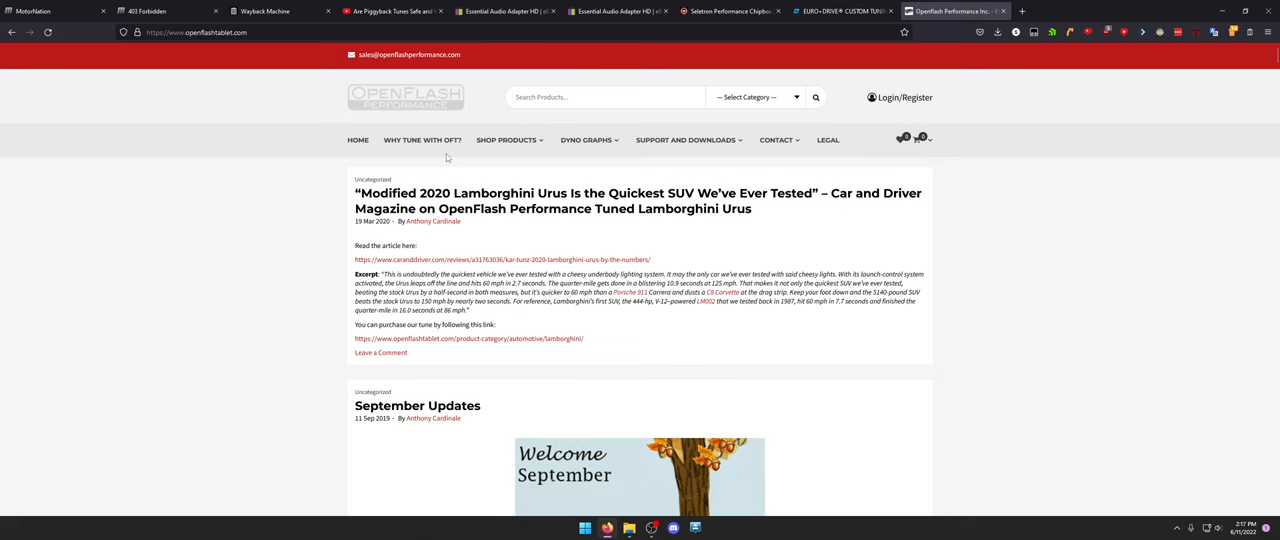 MotorNation
403 Forbidden
Wayback Machine
Are Piggyback Tunes Safe and W
Essential Audio Adapter HD | eB
Essential Audio Adapter HD | eB
Seletron Performance Chipbox
EURO+DRIVE® CUSTOM TUNIN
Openflash Performance Inc. - E
https://www.openflashtablet.com
sales@openflashperformance.com
OPENFLASH
PERFORMANCE
Search Products...
— Select Category —
Login/Register
HOME
WHY TUNE WITH OFT?
SHOP PRODUCTS
DYNO GRAPHS
SUPPORT AND DOWNLOADS
CONTACT
LEGAL
0
0
Uncategorized
“Modified 2020 Lamborghini Urus Is the Quickest SUV We’ve Ever Tested” – Car and Driver
Magazine on OpenFlash Performance Tuned Lamborghini Urus
19 Mar 2020 - By Anthony Cardinale
Read the article here:
https://www.caranddriver.com/reviews/a31763036/kar-tunz-2020-lamborghini-urus-by-the-numbers/
Excerpt: “This is undoubtedly the quickest vehicle we’ve ever tested with a cheesy underbody lighting system. It may the only car we’ve ever tested with said cheesy lights. With its launch-control system
activated, the Urus leaps off the line and hits 60 mph in 2.7 seconds. The quarter-mile gets done in a blistering 10.9 seconds at 125 mph. That makes it not only the quickest SUV we’ve ever tested,
beating the stock Urus by a half-second in both measures, but it’s quicker to 60 mph than a Porsche 911 Carrera and dusts a C8 Corvette at the drag strip. Keep your foot down and the 5140-pound SUV
beats the stock Urus to 150 mph by nearly two seconds. For reference, Lamborghini’s first SUV, the 444-hp, V-12–powered LM002 that we tested back in 1987, hit 60 mph in 7.7 seconds and finished the
quarter-mile in 16.0 seconds at 86 mph.”
You can purchase our tune by following this link:
https://www.openflashtablet.com/product-category/automotive/lamborghini/
Leave a Comment
Uncategorized
September Updates
11 Sep 2019 - By Anthony Cardinale
Welcome
September
2:17 PM
6/11/2022